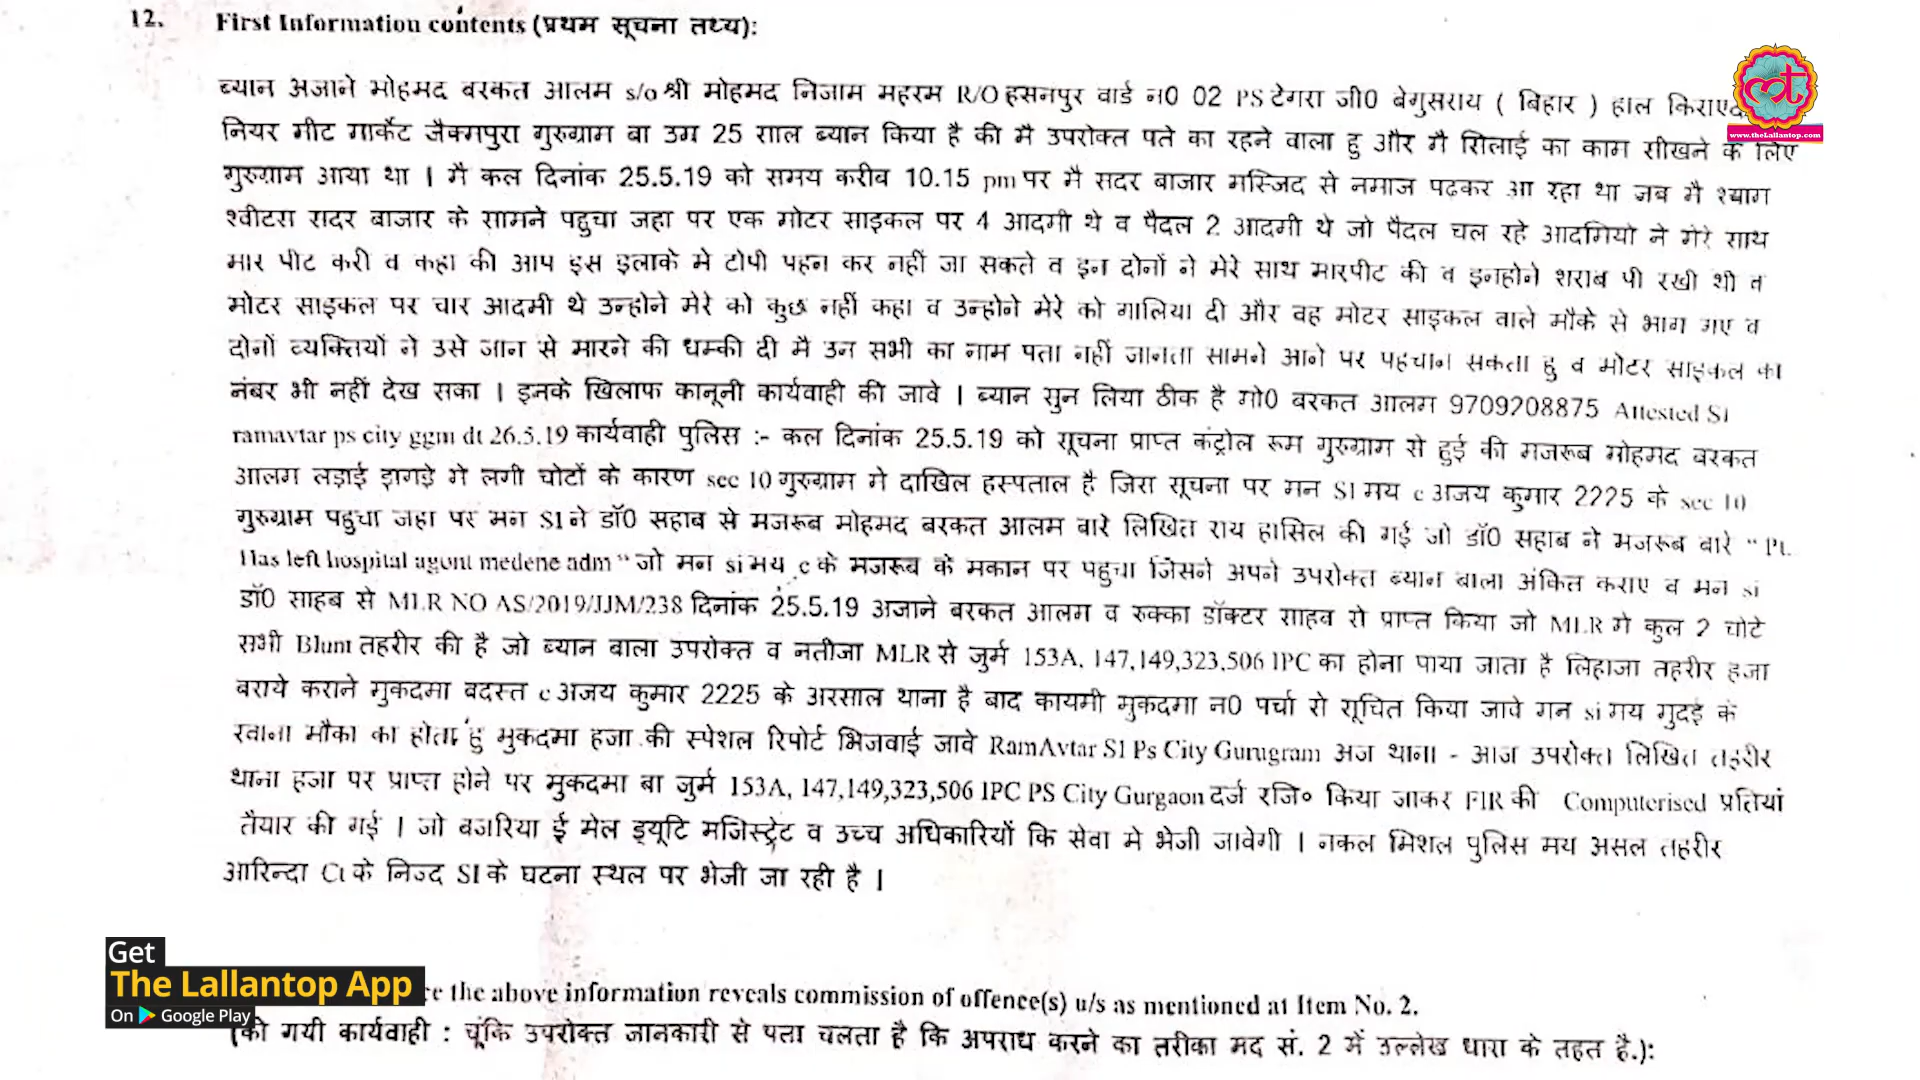 12. First Information contents (प्रथम सूचना तथ्य):
ब्यान अजाने मोहमद बरकत आलम s/o श्री मोहमद निजाम महरम R/O हसनपुर वार्ड न0 02 PS टेगरा जी0 बेगुसराय ( बिहार ) हाल
नियर मीट मार्केट जैक्मपुरा गुरुग्राम बा उम्र 25 साल ब्यान किया है की मै उपरोक्त पते का रहने वाला हु और मै सिलाई का काम सीखने के लिए
गुरुग्राम आया था । मै कल दिनांक 25.5.19 को समय करीब 10.15 pm पर मै सदर बाजार मस्जिद से नमाज पढ़कर आ रहा था जब मै श्याम
श्वीटस सदर बाजार के सामने पहुचा जहा पर एक मोटर साइकल पर 4 आदमी थे व पैदल 2 आदमी थे जो पैदल चल रहे आदमियो ने मेरे साथ
मार पीट करी व कहा की आप इस इलाके मे टोपी पहन कर नहीं जा सकते व इन दोनों ने मेरे साथ मारपीट की व इनहोने शराब पी रखी थी व
मोटर साइकल पर चार आदमी थे उन्होने मेरे को कुछ नहीं कहा व उन्होने मेरे को गालिया दी और वह मोटर साइकल वाले मौके से भाग गए व
दोनों व्यक्तियों ने उसे जान से मारने की धम्की दी मै उन सभी का नाम पता नहीं जानता सामने आने पर पहचान सकता हु व मोटर साइकल का
नंबर भी नहीं देख सका । इनके खिलाफ कानूनी कार्यवाही की जावे । ब्यान सुन लिया ठीक है मो0 बरकत आलम 9709208875 Attested SI
ramavtar ps city ggm dt 26.5.19 कार्यवाही पुलिस :- कल दिनांक 25.5.19 को सूचना प्राप्त कंट्रोल रूम गुरुग्राम से हुई की मजरूब मोहमद बरकत
आलम लड़ाई झगड़े मे लगी चोटों के कारण sec 10 गुरुग्राम मे दाखिल हस्पताल है जिस सूचना पर मन SI मय c अजय कुमार 2225 के sec 10
गुरुग्राम पहुचा जहा पर मन SI ने डॉ0 सहाब से मजरूब मोहमद बरकत आलम बारे लिखित राय हासिल की गई जो डॉ0 सहाब ने मजरूब बारे " Pt.
Has left hospital agont medene adm " जो मन si मय c के मजरूब के मकान पर पहुचा जिसने अपने उपरोक्त ब्यान बाला अंकित कराए व मन si
डॉ0 साहब से MLR NO AS/2019/JJM/238 दिनांक 25.5.19 अजाने बरकत आलम व रुक्का डॉक्टर साहब से प्राप्त किया जो MLR मे कुल 2 चोटे
सभी Blunt तहरीर की है जो ब्यान बाला उपरोक्त व नतीजा MLR से जुर्म 153A, 147,149,323,506 IPC का होना पाया जाता है लिहाजा तहरीर हजा
बराये कराने मुकदमा बदस्त c अजय कुमार 2225 के अरसाल थाना है बाद कायमी मुकदमा न0 पर्चा से सूचित किया जावे मन si मय मुदई के
रवाना मौका का होता हु मुकदमा हजा की स्पेशल रिपोर्ट भिजवाई जावे RamAvtar SI Ps City Gurugram अज थाना - आज उपरोक्त लिखित तहरीर
थाना हजा पर प्राप्त होने पर मुकदमा बा जुर्म 153A, 147,149,323,506 IPC PS City Gurgaon दर्ज रजि० किया जाकर FIR की Computerised प्रतियां
तैयार की गई । जो बजरिया ई मेल ड्यूटि मजिस्ट्रेट व उच्च अधिकारियों कि सेवा मे भेजी जावेगी । नकल मिशल पुलिस मय असल तहरीर
आरिन्दा Ct के निज्द SI के घटना स्थल पर भेजी जा रही है ।
the above information reveals commission of offence(s) u/s as mentioned at Item No. 2.
(की गयी कार्यवाही : चूंकि उपरोक्त जानकारी से पता चलता है कि अपराध करने का तरीका मद सं. 2 में उल्लेख धारा के तहत है.):
www.theLallantop.com
Get
The Lallantop App
On Google Play